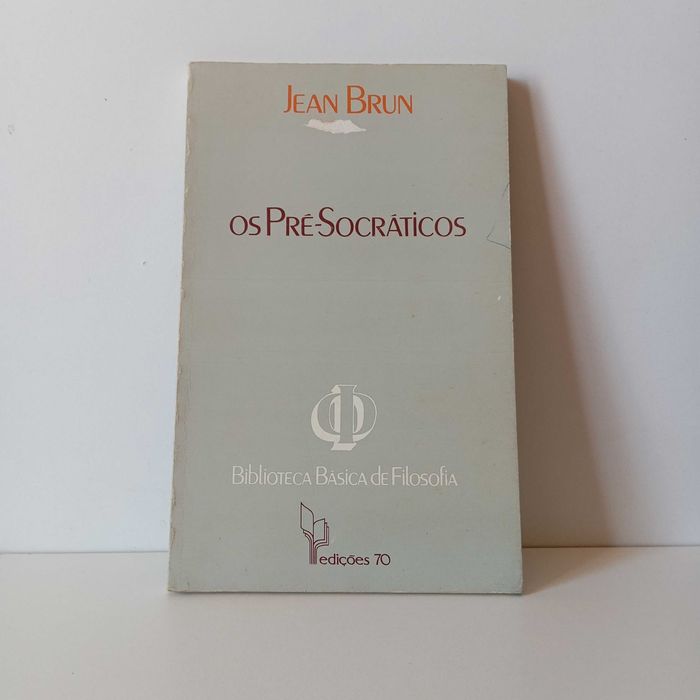 Jean Brun
os Pré-Socráticos
Biblioteca Básica de Filosofia
edições 70